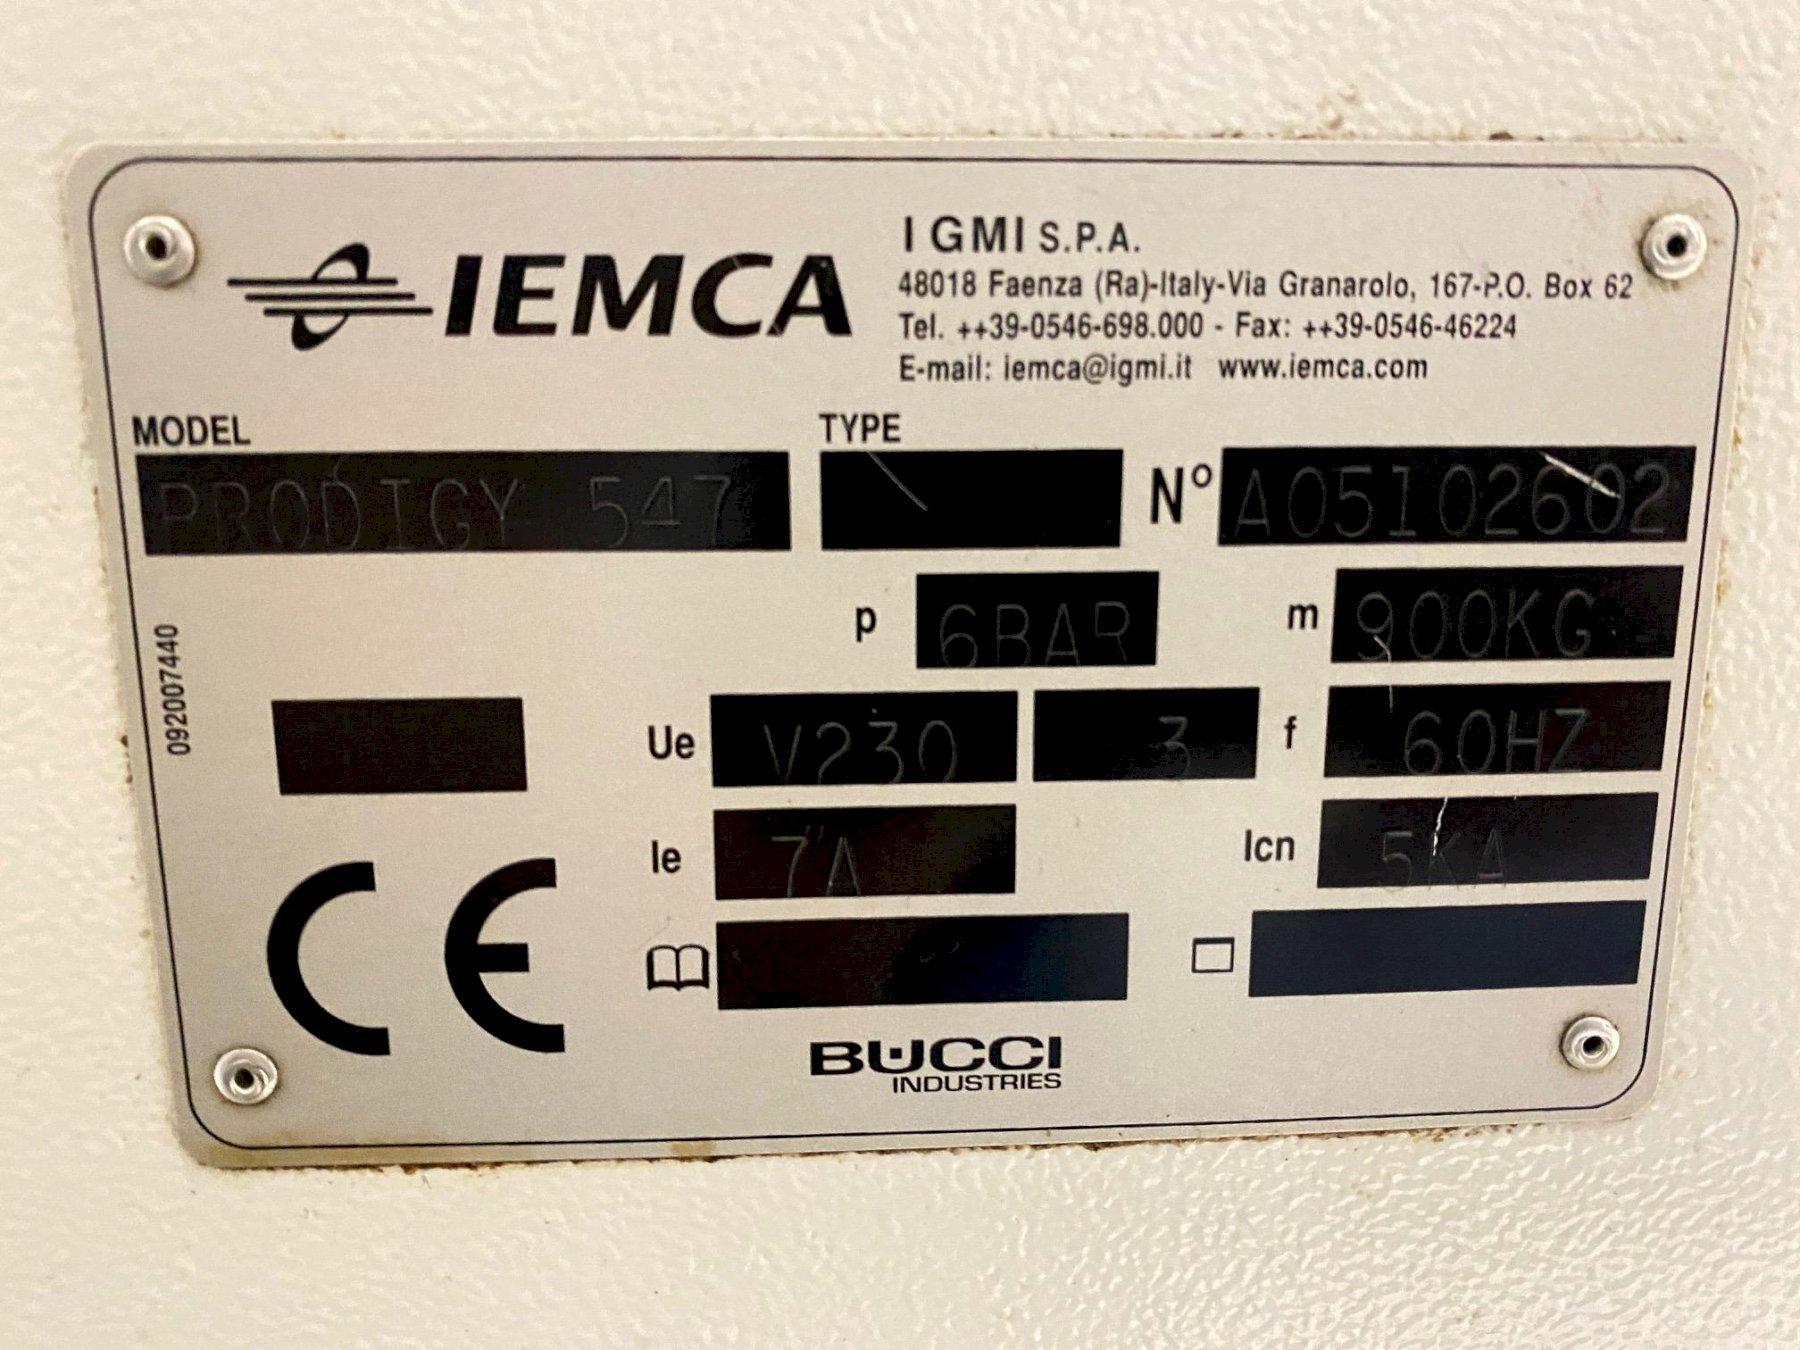 IEMCA
I GMI S.P.A.
48018 Faenza (Ra)-Italy-Via Granarolo, 167-P.O. Box 62
Tel. ++39-0546-698.000 - Fax: ++39-0546-46224
E-mail: iemca@igmi.it www.iemca.com
MODEL TYPE
PRODIGY 547 N° A05102602
p 6BAR m 900KG
092007440
Ue V230 3 f 60HZ
Ie 7A Icn 5KA
CE
BUCCI
INDUSTRIES